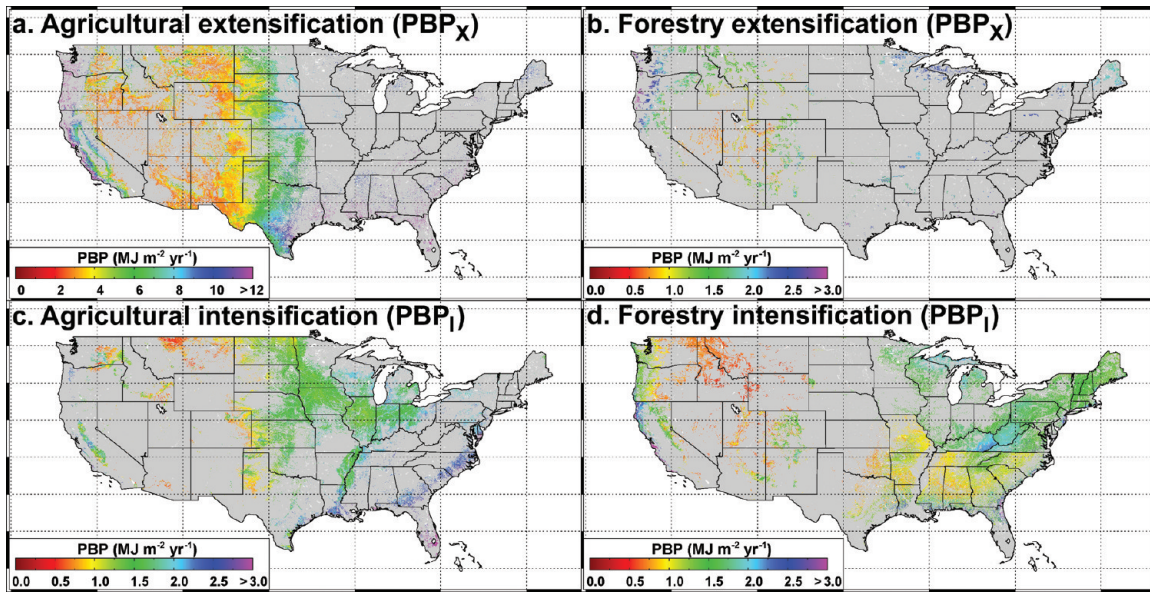 a. Agricultural extensification (PBPX)
PBP (MJ m-2 yr-1)
0 2 4 6 8 10 >12
b. Forestry extensification (PBPX)
PBP (MJ m-2 yr-1)
0.0 0.5 1.0 1.5 2.0 2.5 >3.0
c. Agricultural intensification (PBPI)
PBP (MJ m-2 yr-1)
0.0 0.5 1.0 1.5 2.0 2.5 >3.0
d. Forestry intensification (PBPI)
PBP (MJ m-2 yr-1)
0.0 0.5 1.0 1.5 2.0 2.5 >3.0